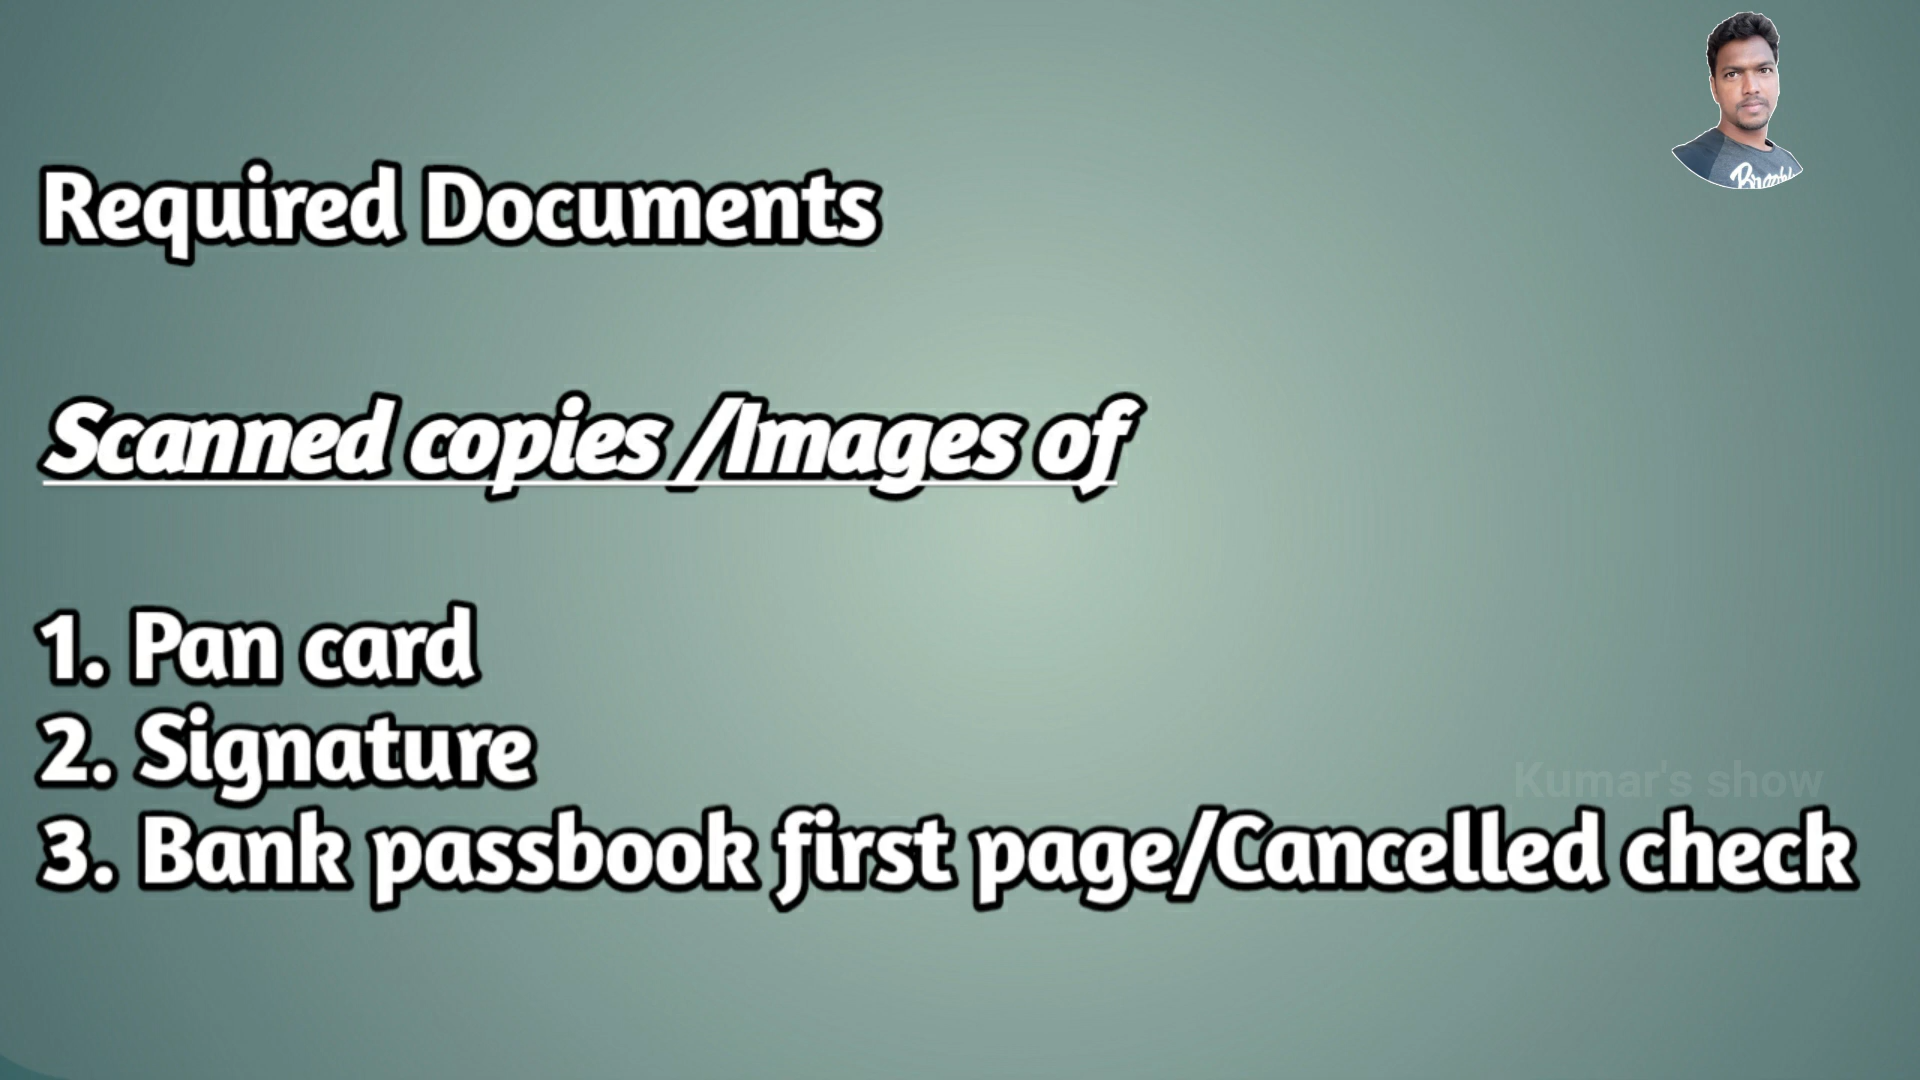 Required Documents
Scanned copies /Images of
1. Pan card
2. Signature
Kumar's show
3. Bank passbook first page/Cancelled check